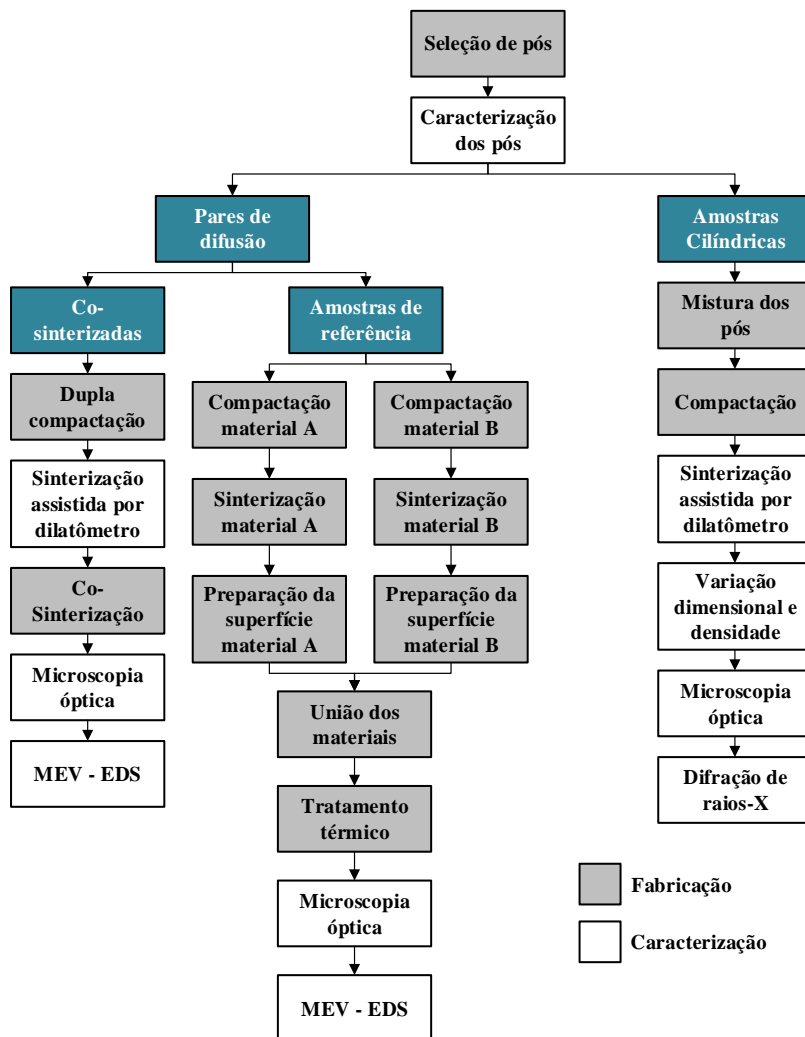 Seleção de pós
Caracterização
dos pós
Pares de
difusão
Amostras
Cilíndricas
Co-
sinterizadas
Amostras de
referência
Mistura dos
pós
Dupla
compactação
Compactação
material A
Compactação
material B
Compactação
Sinterização
assistida por
dilatômetro
Sinterização
material A
Sinterização
material B
Sinterização
assistida por
dilatômetro
Co-
Sinterização
Preparação da
superfície
material A
Preparação da
superfície
material B
Variação
dimensional e
densidade
Microscopia
óptica
União dos
materiais
Microscopia
óptica
MEV - EDS
Tratamento
térmico
Difração de
raios-X
Microscopia
óptica
MEV - EDS
Fabricação
Caracterização